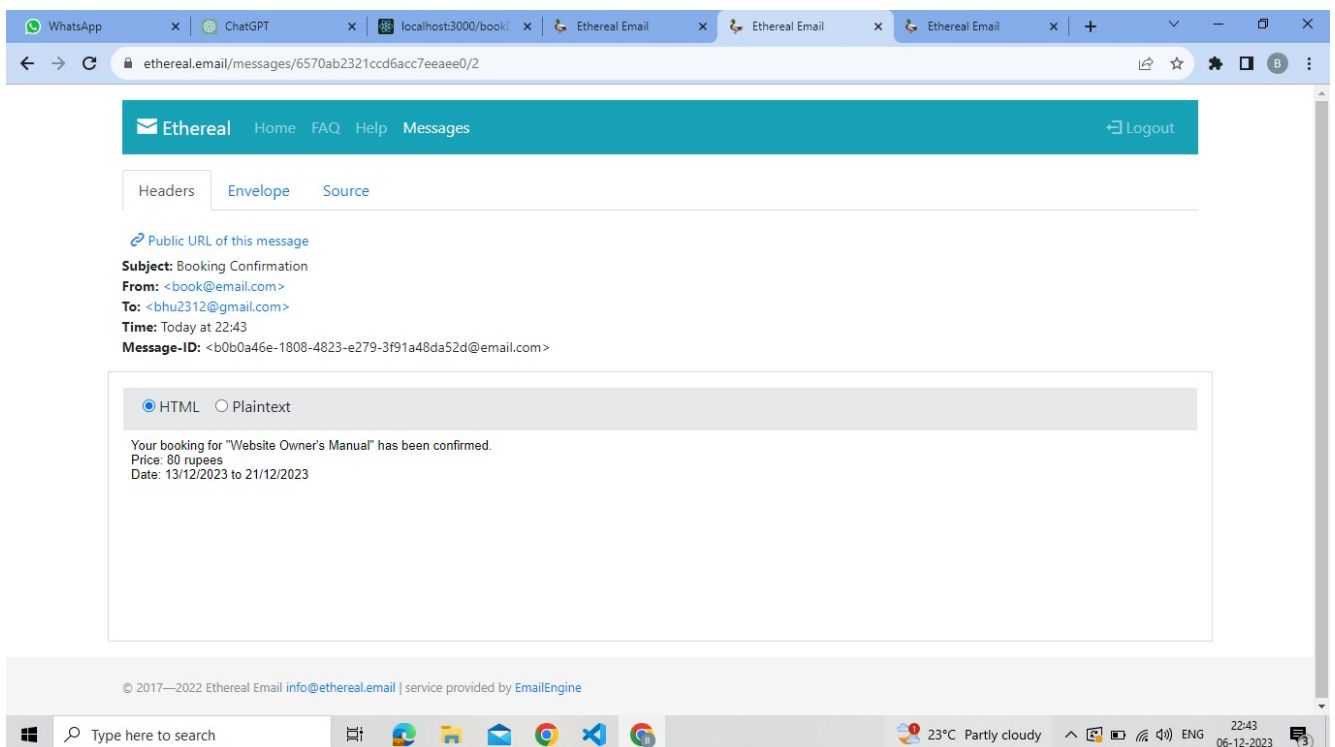 WhatsApp ChatGPT localhost:3000/book Ethereal Email Ethereal Email Ethereal Email
ethereal.email/messages/6570ab2321ccd6acc7eeaee0/2 B
Ethereal Home FAQ Help Messages Logout
Headers Envelope Source
Public URL of this message
Subject: Booking Confirmation
From: <book@email.com>
To: <bhu2312@gmail.com>
Time: Today at 22:43
Message-ID: <b0b0a46e-1808-4823-e279-3f91a48da52d@email.com>
HTML Plaintext
Your booking for "Website Owner's Manual" has been confirmed.
Price: 80 rupees
Date: 13/12/2023 to 21/12/2023
© 2017—2022 Ethereal Email info@ethereal.email | service provided by EmailEngine
Type here to search 23°C Partly cloudy ENG 22:43
06-12-2023 3